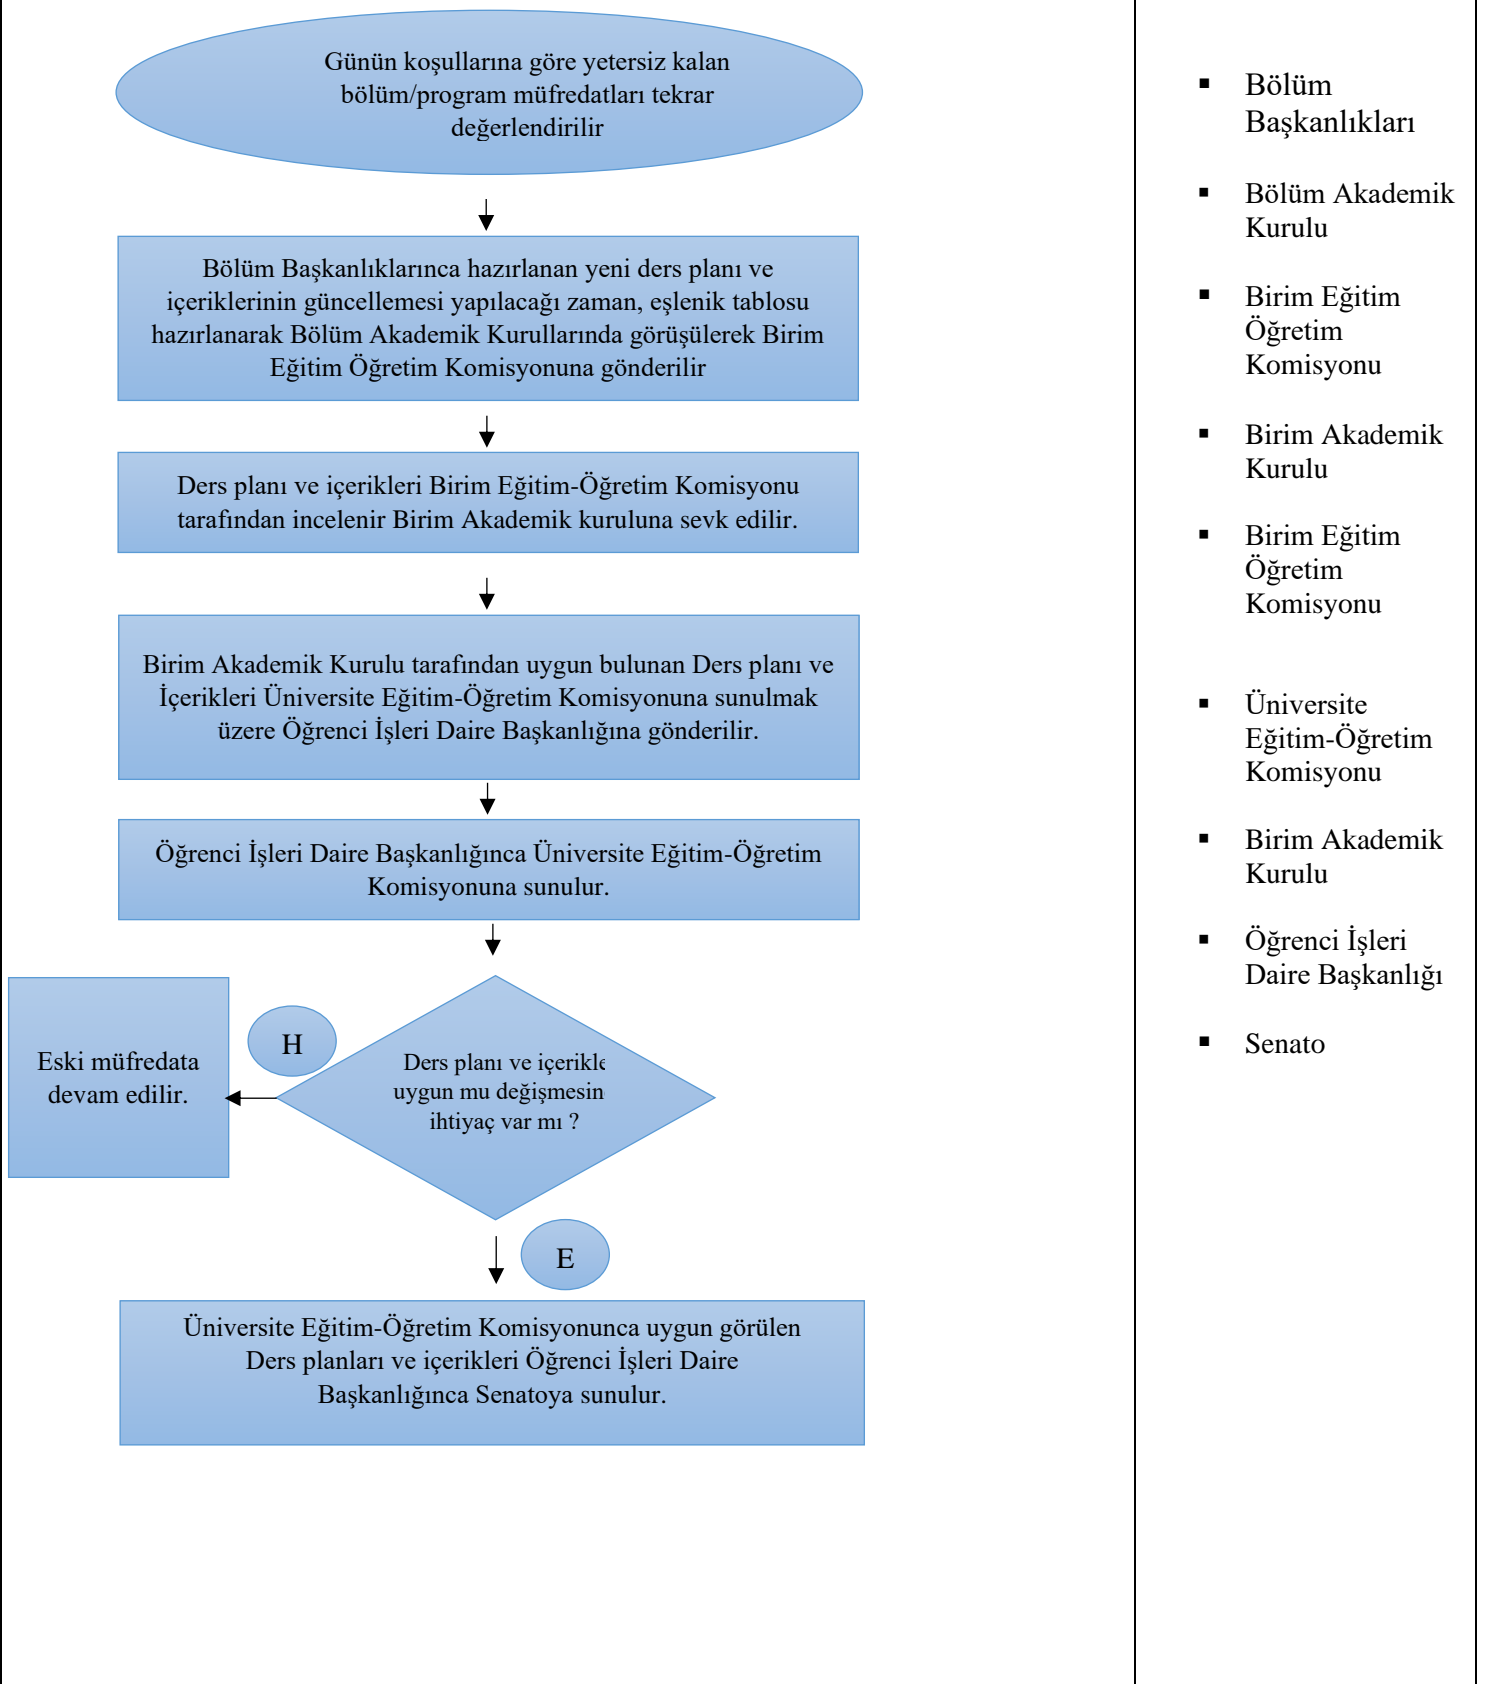 Günün koşullarına göre yetersiz kalan
bölüm/program müfredatları tekrar
değerlendirilir
Bölüm Başkanlıklarınca hazırlanan yeni ders planı ve
içeriklerinin güncellemesi yapılacağı zaman, eşlenik tablosu
hazırlanarak Bölüm Akademik Kurullarında görüşülerek Birim
Eğitim Öğretim Komisyonuna gönderilir
Ders planı ve içerikleri Birim Eğitim-Öğretim Komisyonu
tarafından incelenir Birim Akademik kuruluna sevk edilir.
Birim Akademik Kurulu tarafından uygun bulunan Ders planı ve
İçerikleri Üniversite Eğitim-Öğretim Komisyonuna sunulmak
üzere Öğrenci İşleri Daire Başkanlığına gönderilir.
Öğrenci İşleri Daire Başkanlığınca Üniversite Eğitim-Öğretim
Komisyonuna sunulur.
H
Eski müfredata
devam edilir.
Ders planı ve içerikle
uygun mu değişmesin
ihtiyaç var mı ?
E
Üniversite Eğitim-Öğretim Komisyonunca uygun görülen
Ders planları ve içerikleri Öğrenci İşleri Daire
Başkanlığınca Senatoya sunulur.
▪ Bölüm
Başkanlıkları
▪ Bölüm Akademik
Kurulu
▪ Birim Eğitim
Öğretim
Komisyonu
▪ Birim Akademik
Kurulu
▪ Birim Eğitim
Öğretim
Komisyonu
▪ Üniversite
Eğitim-Öğretim
Komisyonu
▪ Birim Akademik
Kurulu
▪ Öğrenci İşleri
Daire Başkanlığı
▪ Senato